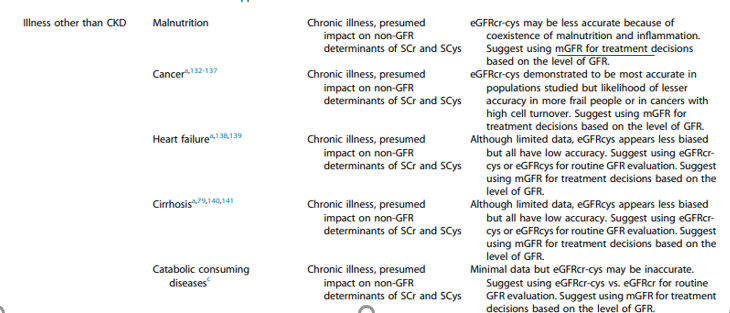 Illness other than CKD Malnutrition Chronic illness, presumed eGFRcr-cys may be less accurate because of
impact on non-GFR coexistence of malnutrition and inflammation.
determinants of SCr and SCys Suggest using mGFR for treatment decisions
based on the level of GFR.
Cancera,132-137 Chronic illness, presumed eGFRcr-cys demonstrated to be most accurate in
impact on non-GFR populations studied but likelihood of lesser
determinants of SCr and SCys accuracy in more frail people or in cancers with
high cell turnover. Suggest using mGFR for
treatment decisions based on the level of GFR.
Heart failurea,138,139 Chronic illness, presumed Although limited data, eGFRcys appears less biased
impact on non-GFR but all have low accuracy. Suggest using eGFRcr-
determinants of SCr and SCys cys or eGFRcys for routine GFR evaluation. Suggest
using mGFR for treatment decisions based on the
level of GFR.
Cirrhosisa,79,140,141 Chronic illness, presumed Although limited data, eGFRcys appears less biased
impact on non-GFR but all have low accuracy. Suggest using eGFRcr-
determinants of SCr and SCys cys or eGFRcys for routine GFR evaluation. Suggest
using mGFR for treatment decisions based on the
level of GFR.
Catabolic consuming Chronic illness, presumed Minimal data but eGFRcr-cys may be inaccurate.
diseasesc impact on non-GFR Suggest using eGFRcr-cys vs. eGFRcr for routine
determinants of SCr and SCys GFR evaluation. Suggest using mGFR for treatment
decisions based on the level of GFR.